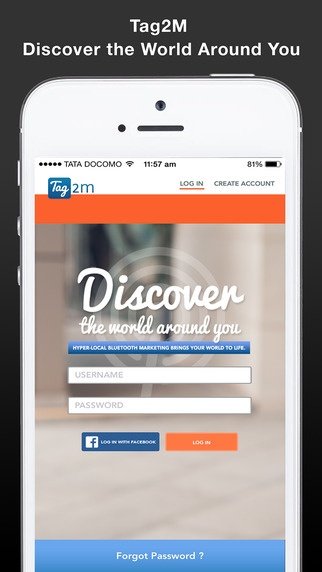 Tag2M
Discover the World Around You
TATA DOCOMO 11:57 am 81%
Tag2m LOG IN CREATE ACCOUNT
Discover
the world around you
HYPER-LOCAL BLUETOOTH MARKETING BRINGS YOUR WORLD TO LIFE.
USERNAME
PASSWORD
f LOG IN WITH FACEBOOK LOG IN
Forgot Password ?